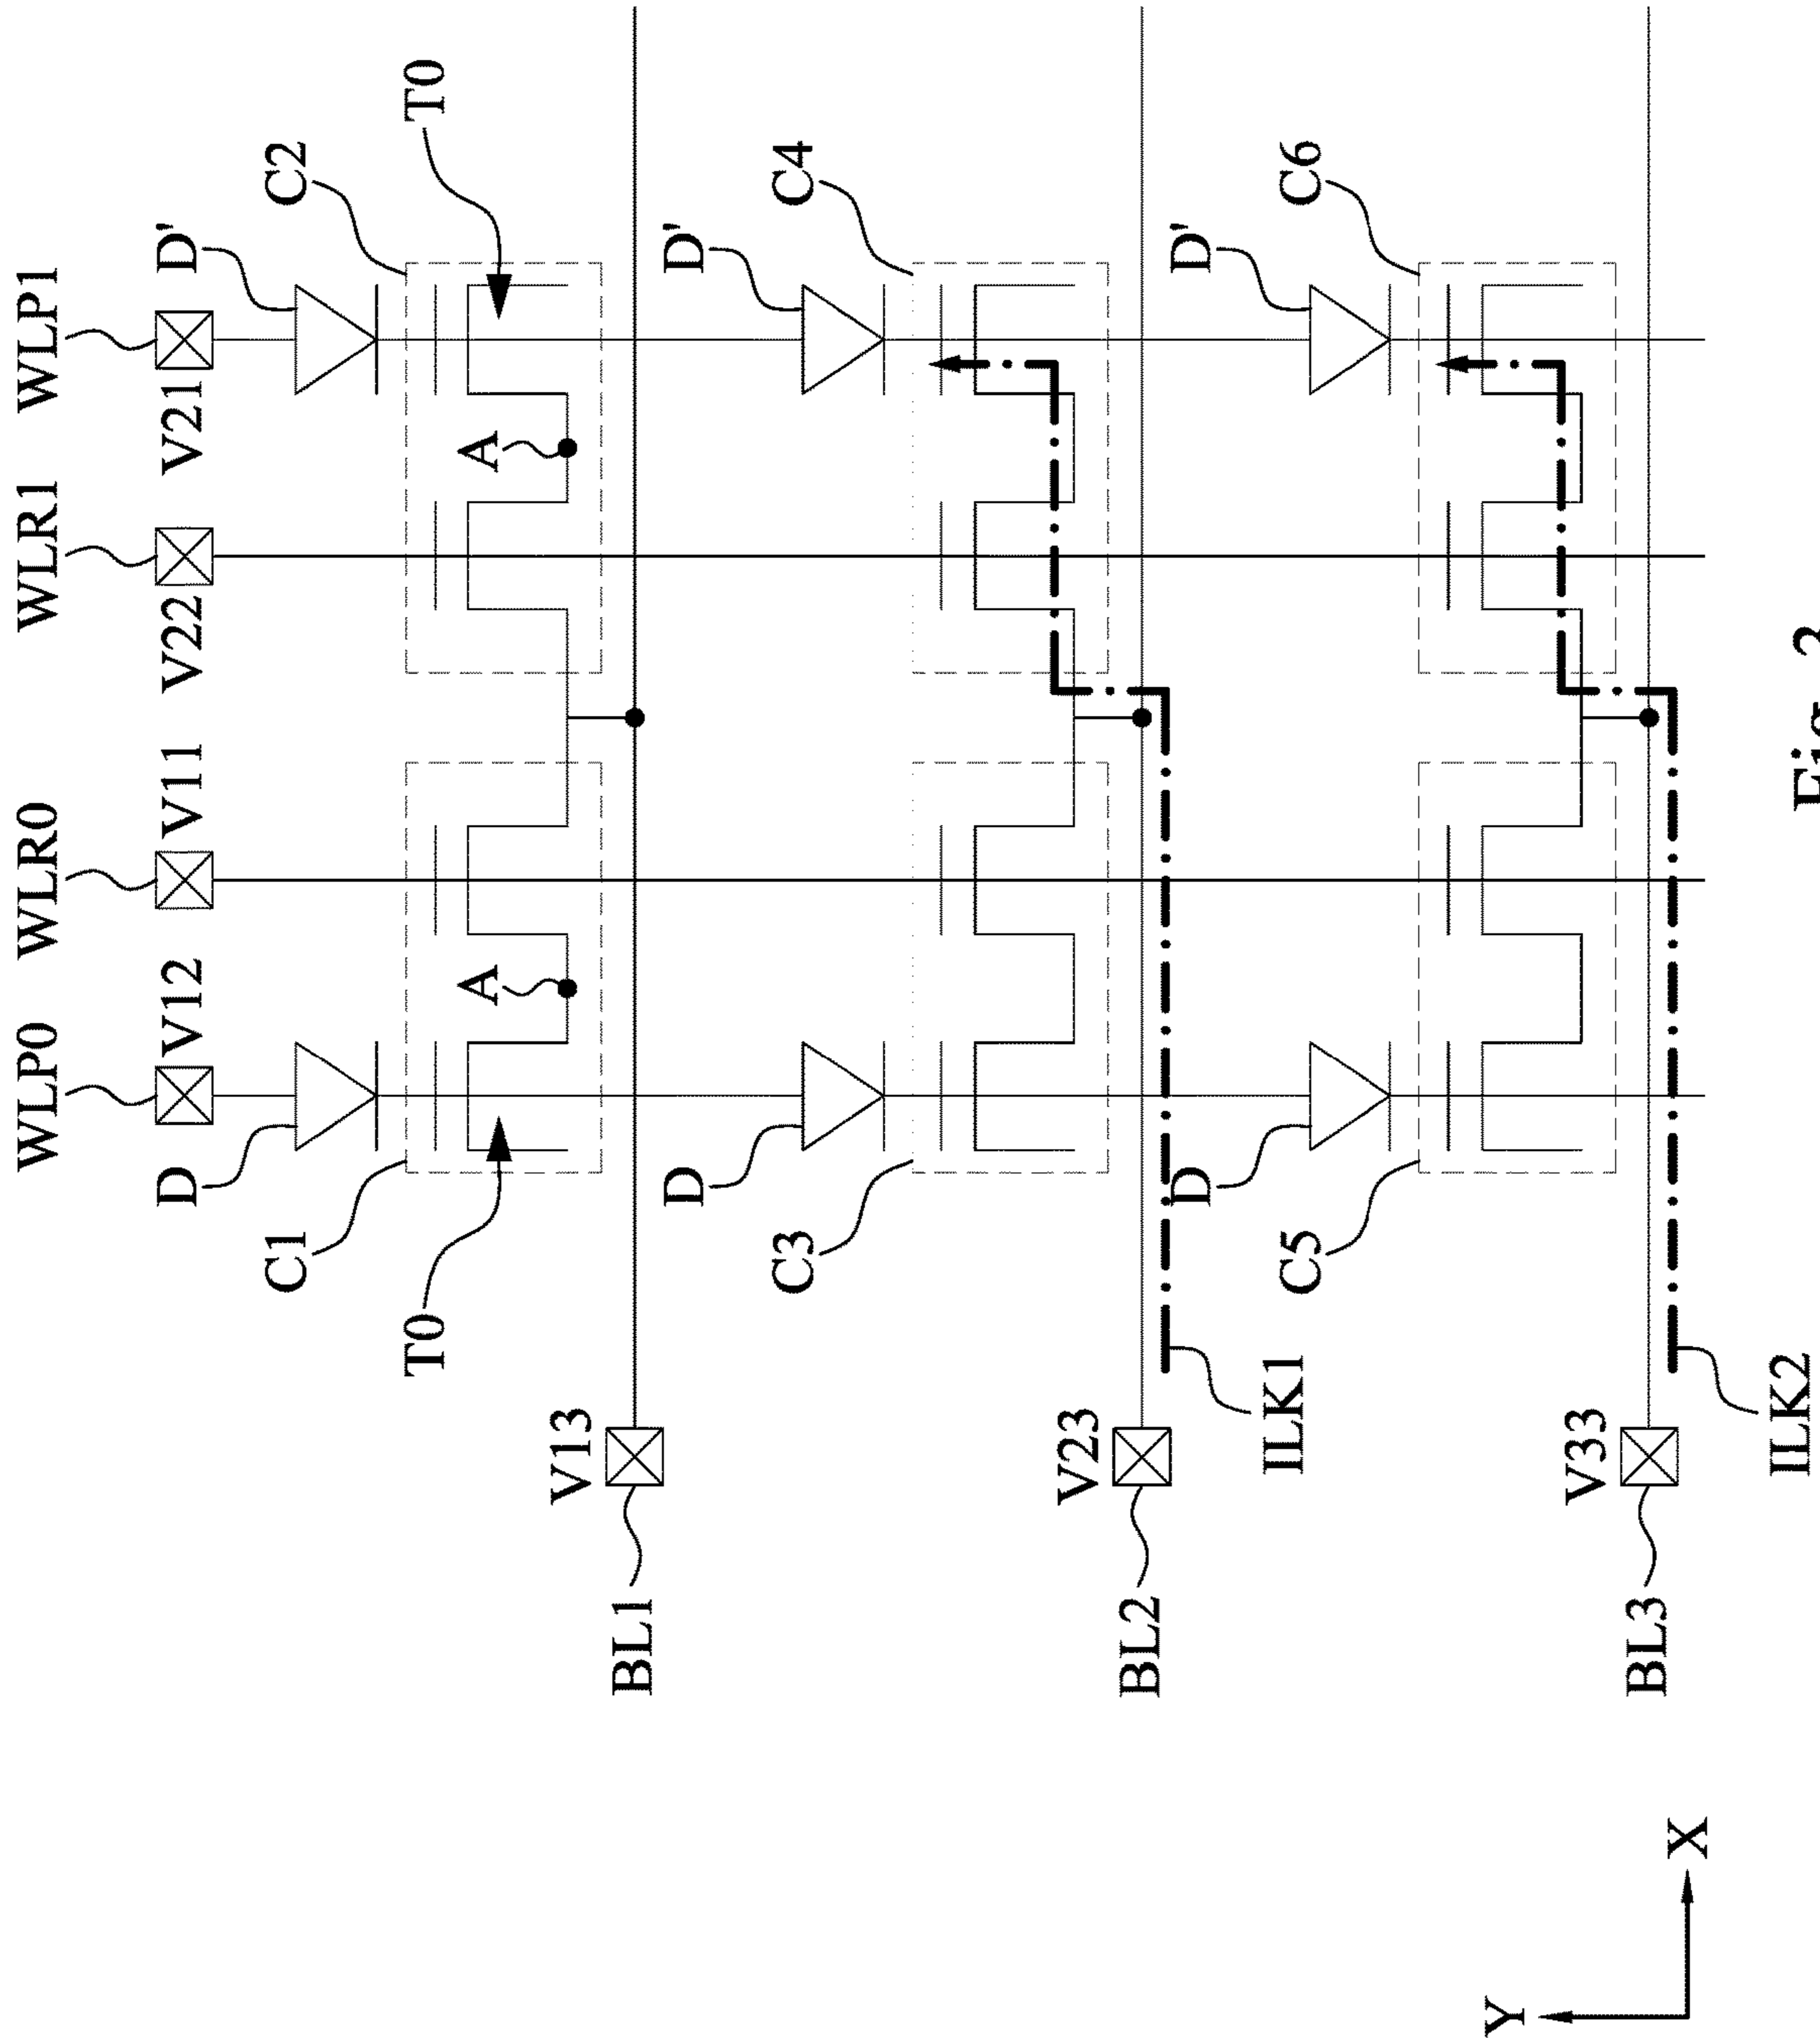 WLP0 WLR0 WLR1 WLP1
V12 V11 V22 V21
D D'
C1 C2
T0 T0
A A
V13
BL1
D D'
C3 C4
V23
BL2
ILK1
D D'
C5 C6
V33
BL3
ILK2
Y
X